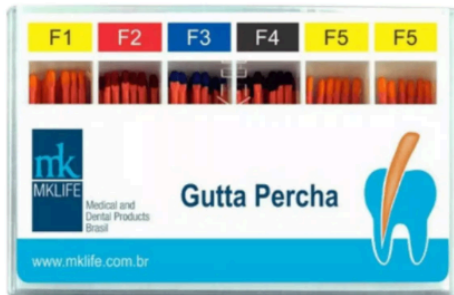 F1 F2 F3 F4 F5 F5
mk
MKLIFE
Medical and
Dental Products
Brasil
Gutta Percha
www.mklife.com.br